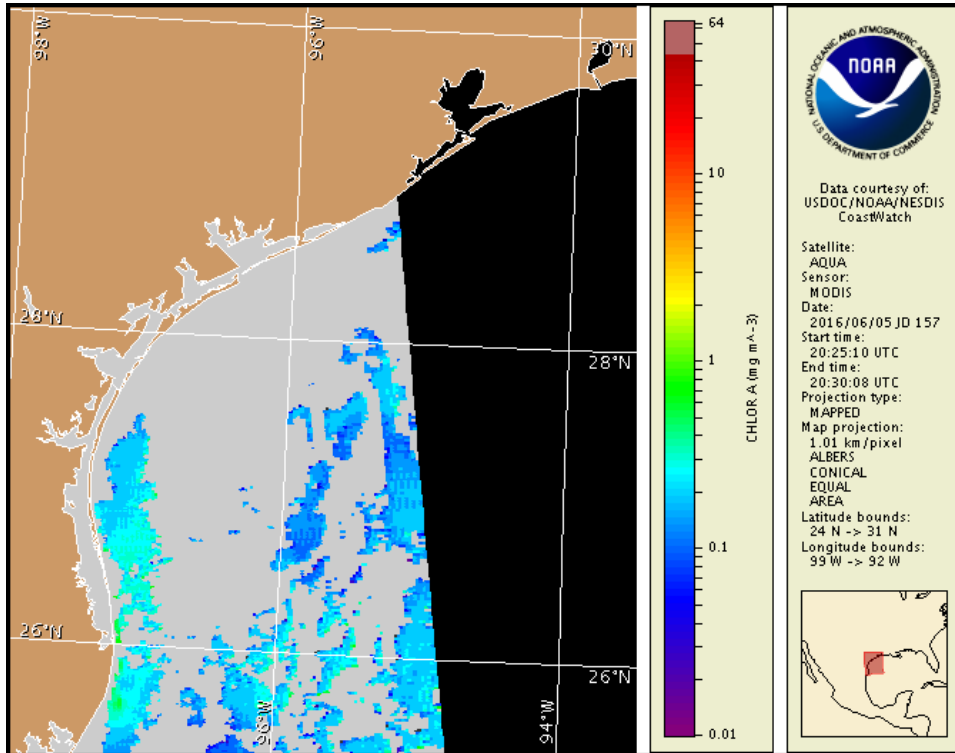 98°W
96°W
30°N
28°N
28°N
26°N
26°N
96°W
94°W
64
10
1
0.1
0.01
CHLOR A (mg m^-3)
NATIONAL OCEANIC AND ATMOSPHERIC ADMINISTRATION
NOAA
U.S. DEPARTMENT OF COMMERCE
Data courtesy of:
USDOC/NOAA/NESDIS
CoastWatch
Satellite:
AQUA
Sensor:
MODIS
Date:
2016/06/05 JD 157
Start time:
20:25:10 UTC
End time:
20:30:08 UTC
Projection type:
MAPPED
Map projection:
1.01 km/pixel
ALBERS
CONICAL
EQUAL
AREA
Latitude bounds:
24 N -> 31 N
Longitude bounds:
99 W -> 92 W